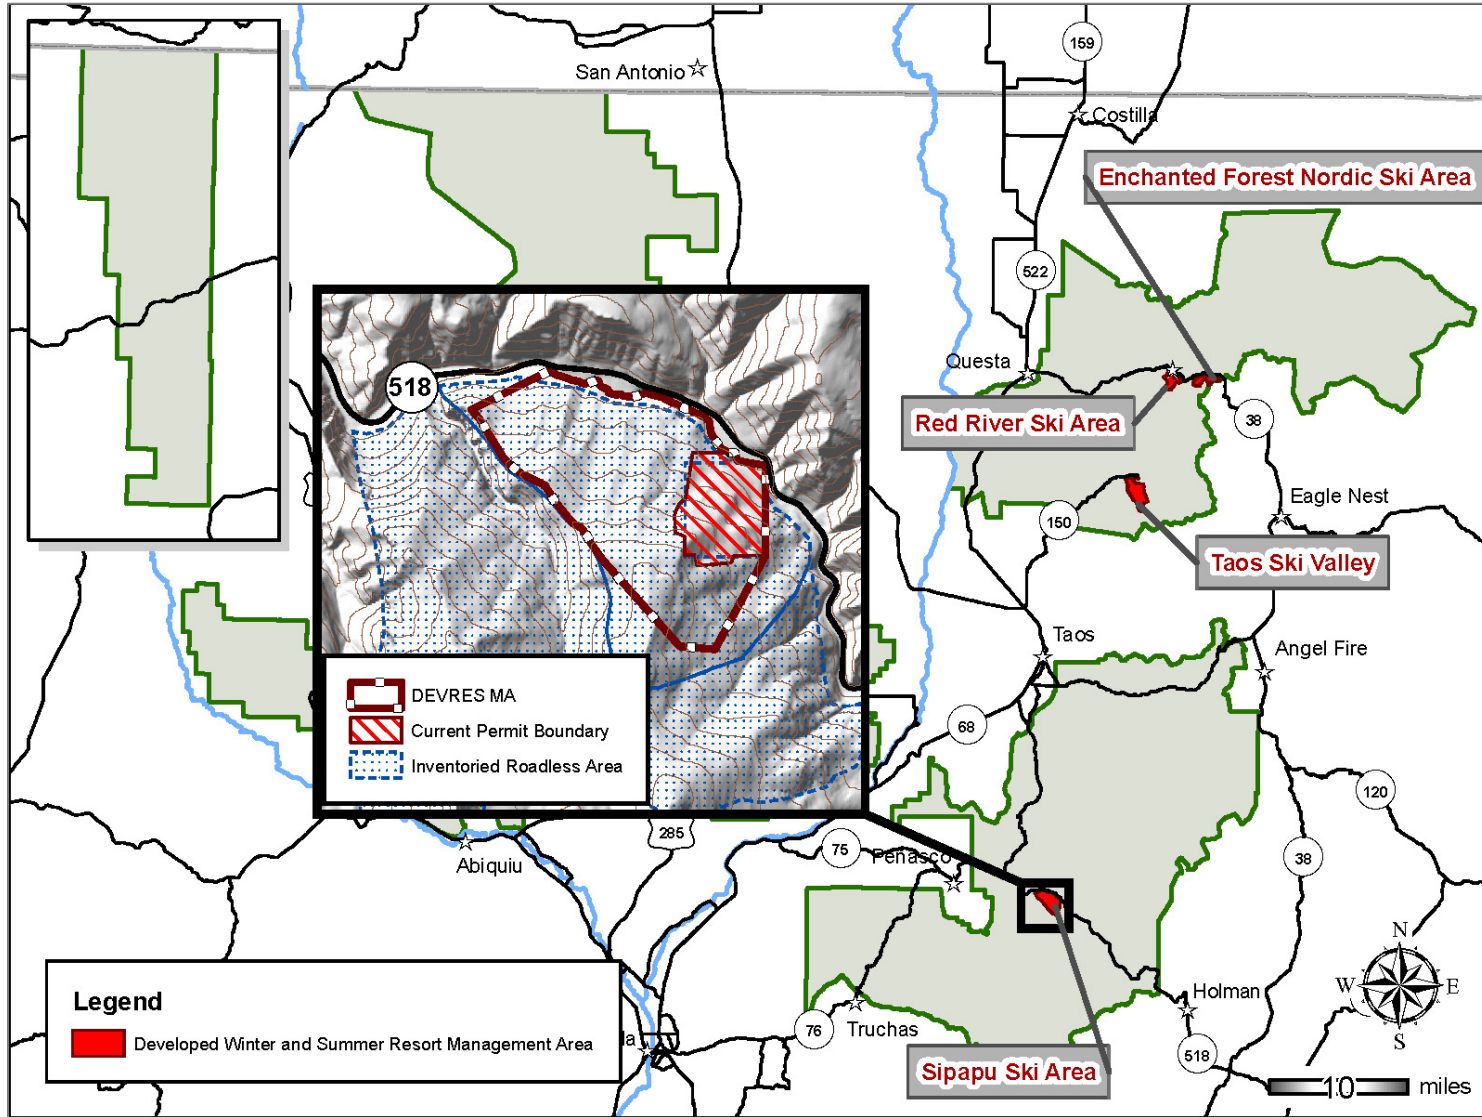 159
San Antonio
Costilla
Enchanted Forest Nordic Ski Area
522
Questa
518
Red River Ski Area
38
Eagle Nest
150
Taos Ski Valley
Taos
Angel Fire
DEVRES MA
68
Current Permit Boundary
Inventoried Roadless Area
120
285
75
Peñasco
38
Abiquiu
N
W E
S
Legend
Holman
Truchas
76
Developed Winter and Summer Resort Management Area
la
518
Sipapu Ski Area
10 miles